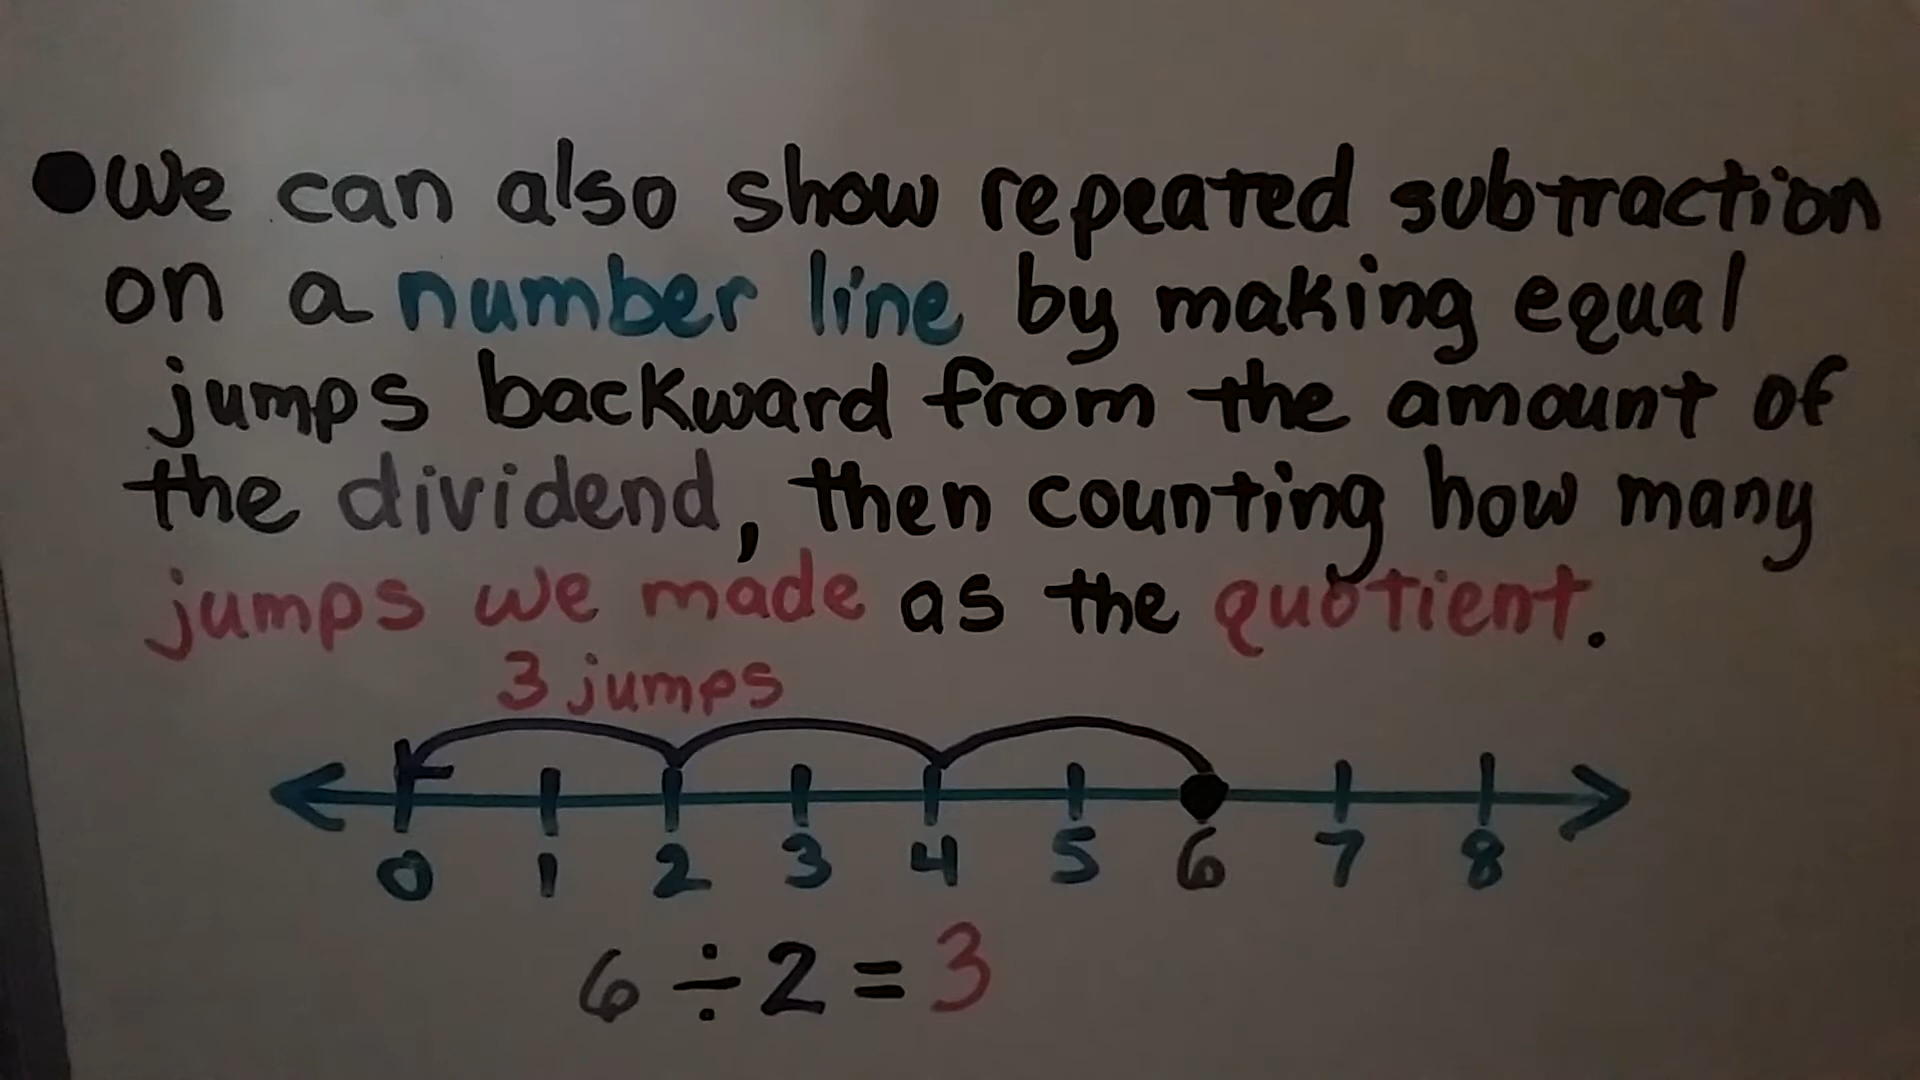 ●We can also show repeated subtraction
on a number line by making equal
jumps backward from the amount of
the dividend, then counting how many
jumps we made as the quotient.
3 jumps
0 1 2 3 4 5 6 7 8
6 ÷ 2 = 3